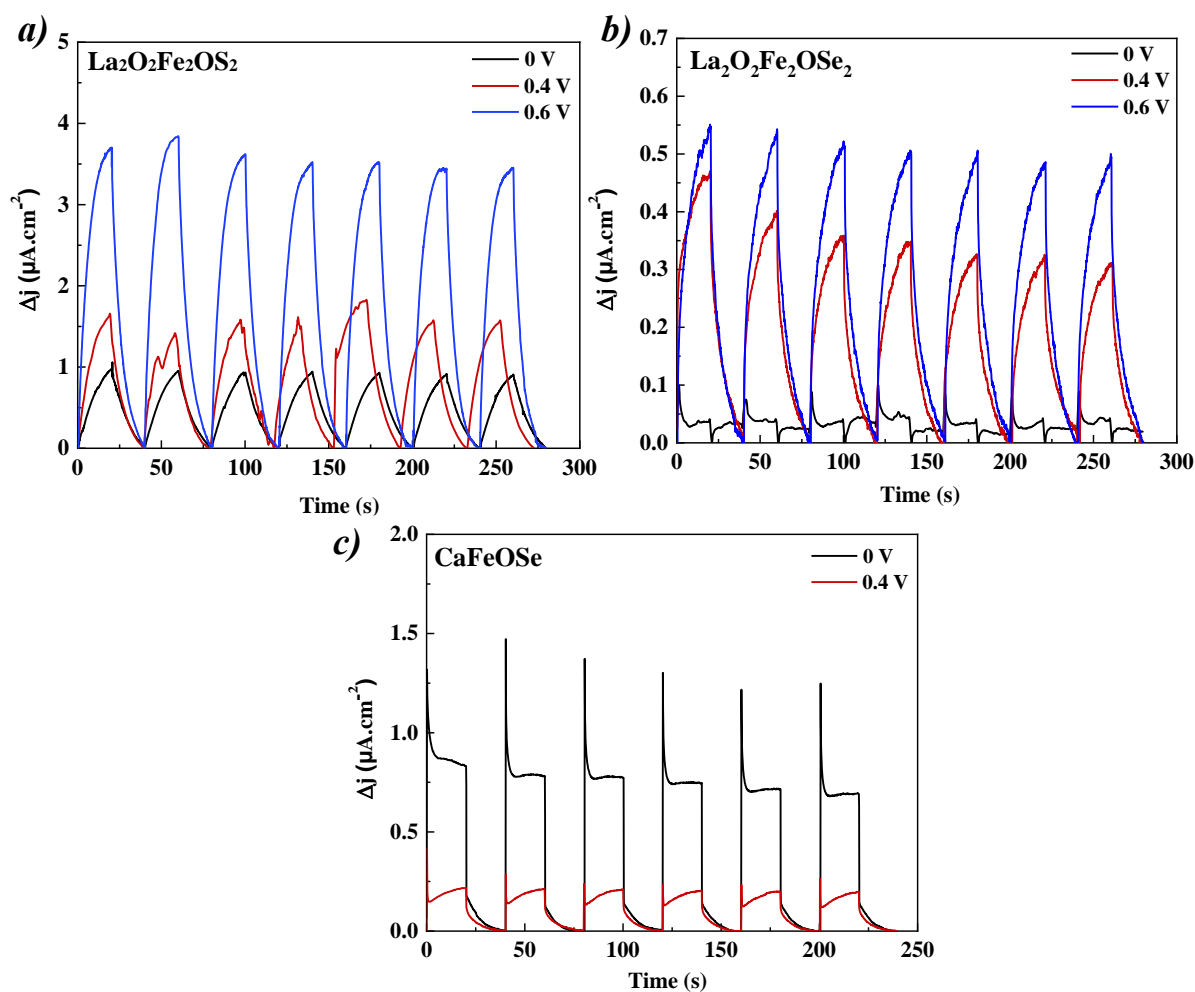 a)
La₂O₂Fe₂OS₂
0 V
0.4 V
0.6 V
5
4
3
2
1
0
Δj (µA.cm⁻²)
0 50 100 150 200 250 300
Time (s)
b)
La₂O₂Fe₂OSe₂
0 V
0.4 V
0.6 V
0.7
0.6
0.5
0.4
0.3
0.2
0.1
0.0
Δj (µA.cm⁻²)
0 50 100 150 200 250 300
Time (s)
c)
CaFeOSe
0 V
0.4 V
2.0
1.5
1.0
0.5
0.0
Δj (µA.cm⁻²)
0 50 100 150 200 250
Time (s)